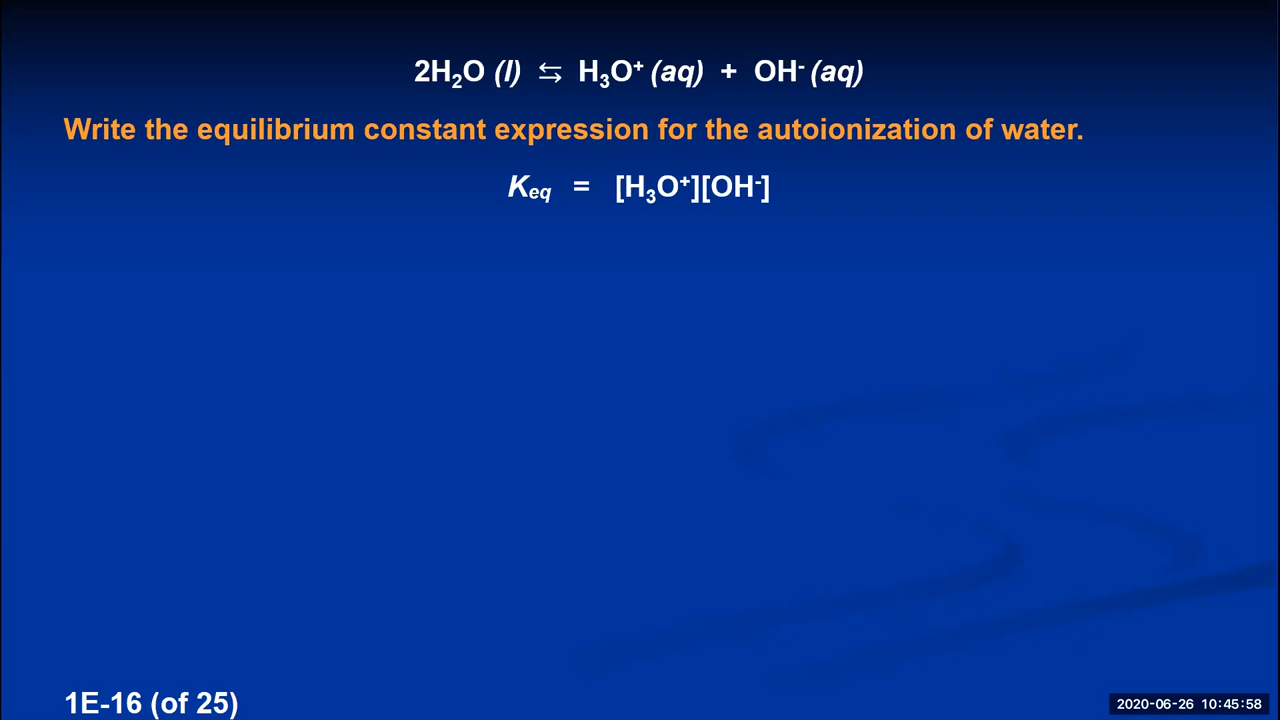 2H₂O (l) ⇆ H₃O⁺ (aq) + OH⁻ (aq)
Write the equilibrium constant expression for the autoionization of water.
Keq = [H₃O⁺][OH⁻]
1E-16 (of 25)
2020-06-26 10:45:58